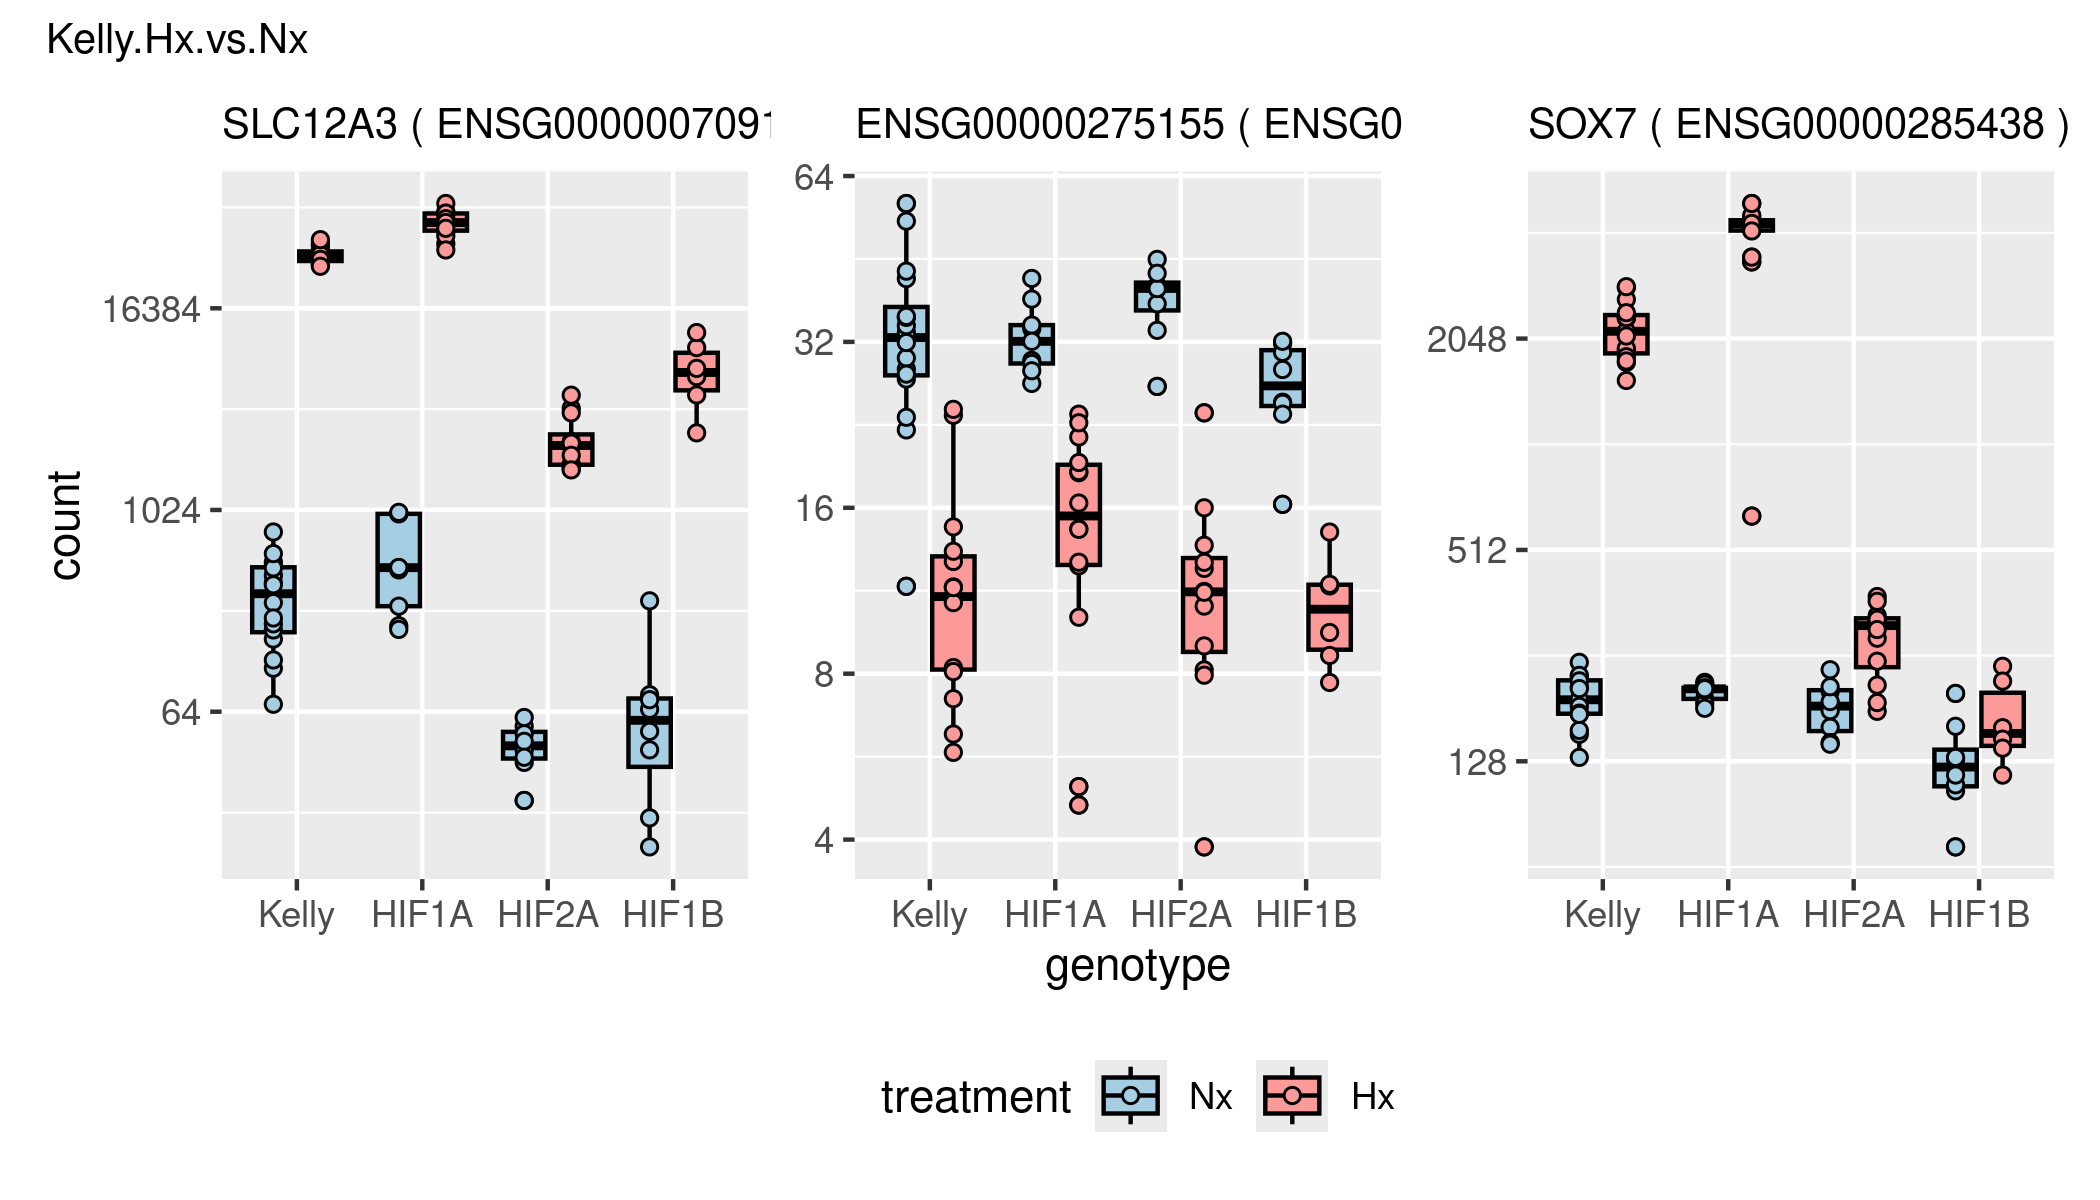 Kelly.Hx.vs.Nx
SLC12A3 ( ENSG0000007091
ENSG00000275155 ( ENSG0
SOX7 ( ENSG00000285438 )
count
16384
1024
64
64
32
16
8
4
2048
512
128
Kelly HIF1A HIF2A HIF1B
Kelly HIF1A HIF2A HIF1B
Kelly HIF1A HIF2A HIF1B
genotype
treatment Nx Hx